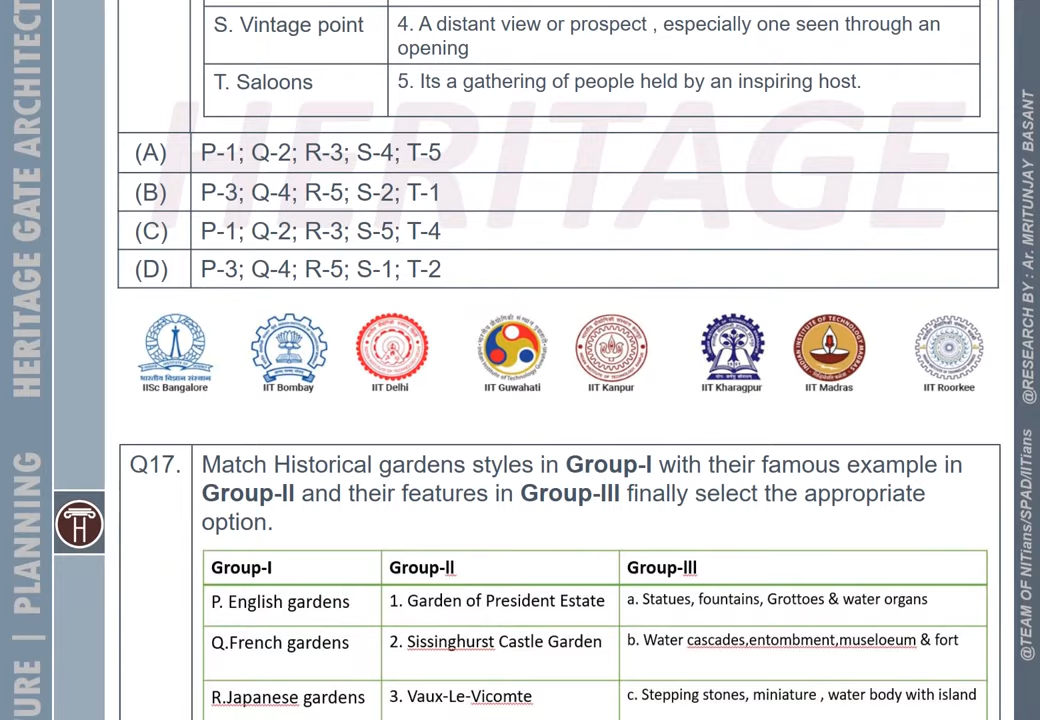 S. Vintage point
4. A distant view or prospect , especially one seen through an
opening
T. Saloons
5. Its a gathering of people held by an inspiring host.
HERITAGE
(A) P-1; Q-2; R-3; S-4; T-5
(B) P-3; Q-4; R-5; S-2; T-1
(C) P-1; Q-2; R-3; S-5; T-4
(D) P-3; Q-4; R-5; S-1; T-2
भारतीय विज्ञान संस्थान
IISc Bangalore
IIT Bombay
IIT Delhi
IIT Guwahati
IIT Kanpur
IIT Kharagpur
IIT Madras
IIT Roorkee
Q17. Match Historical gardens styles in Group-I with their famous example in
Group-II and their features in Group-III finally select the appropriate
option.
Group-I Group-II Group-III
P. English gardens 1. Garden of President Estate a. Statues, fountains, Grottoes & water organs
Q.French gardens 2. Sissinghurst Castle Garden b. Water cascades,entombment,museloeum & fort
R.Japanese gardens 3. Vaux-Le-Vicomte c. Stepping stones, miniature , water body with island
URE | PLANNING HERITAGE GATE ARCHITECT
@TEAM OF NITians/SPAD/IITians @RESEARCH BY : Ar. MRITUNJAY BASANT